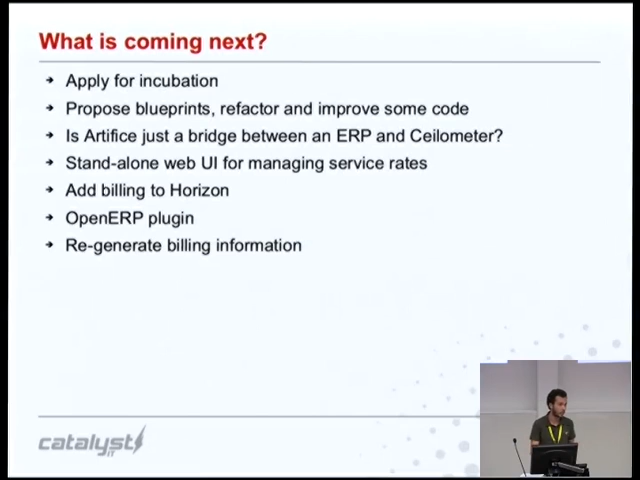 What is coming next?
Apply for incubation
Propose blueprints, refactor and improve some code
Is Artifice just a bridge between an ERP and Ceilometer?
Stand-alone web UI for managing service rates
Add billing to Horizon
OpenERP plugin
Re-generate billing information
catalyst
IT